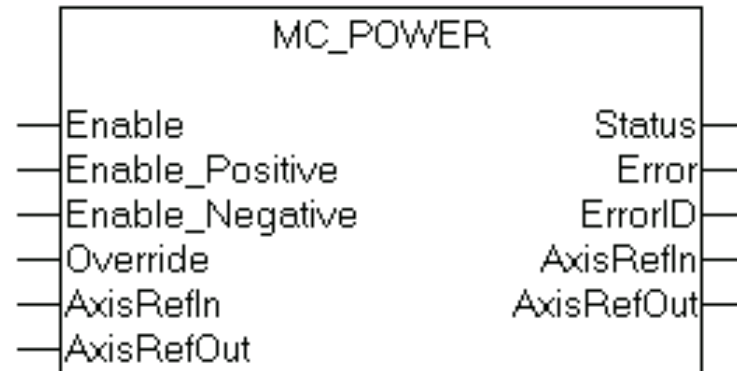 MC_POWER
Enable Status
Enable_Positive Error
Enable_Negative ErrorID
Override AxisRefIn
AxisRefIn AxisRefOut
AxisRefOut